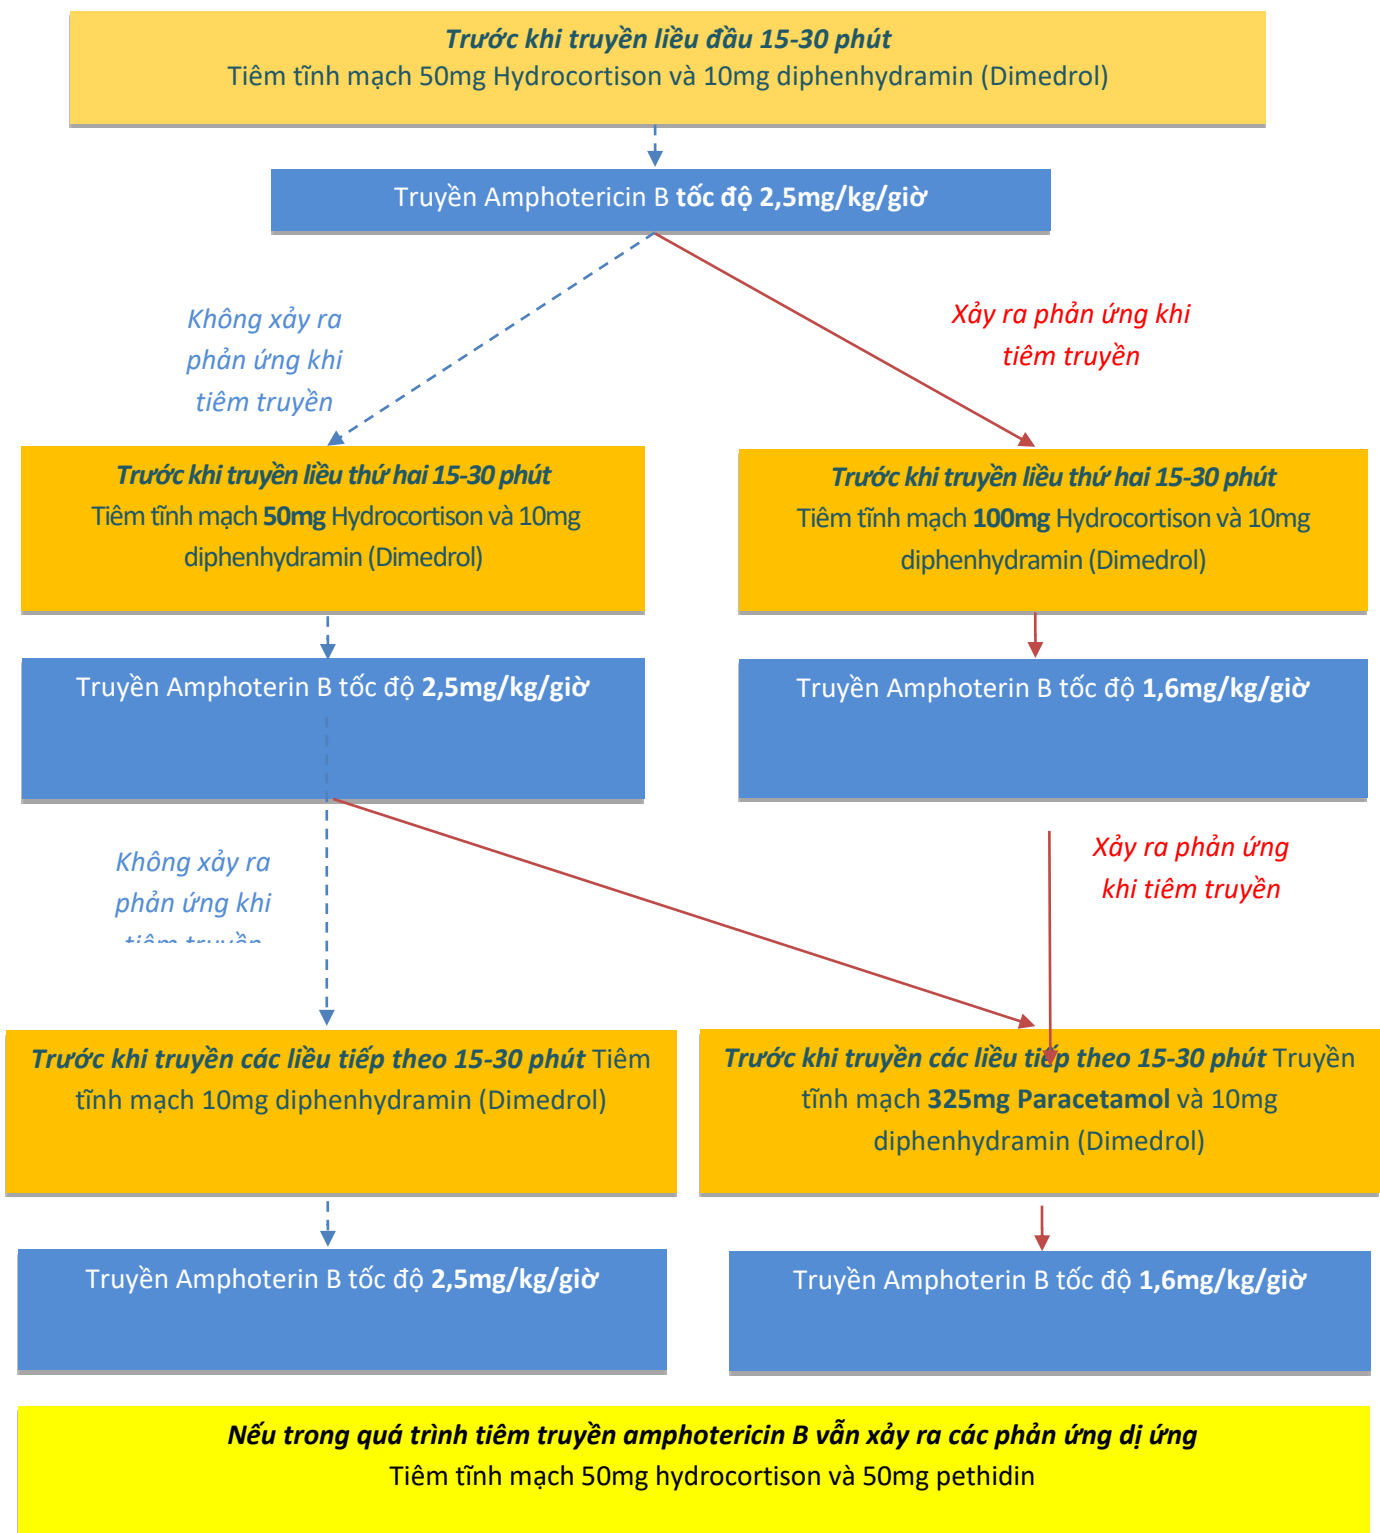 Trước khi truyền liều đầu 15-30 phút
Tiêm tĩnh mạch 50mg Hydrocortison và 10mg diphenhydramin (Dimedrol)
Truyền Amphotericin B tốc độ 2,5mg/kg/giờ
Không xảy ra
phản ứng khi
tiêm truyền
Xảy ra phản ứng khi
tiêm truyền
Trước khi truyền liều thứ hai 15-30 phút
Tiêm tĩnh mạch 50mg Hydrocortison và 10mg
diphenhydramin (Dimedrol)
Trước khi truyền liều thứ hai 15-30 phút
Tiêm tĩnh mạch 100mg Hydrocortison và 10mg
diphenhydramin (Dimedrol)
Truyền Amphoterin B tốc độ 2,5mg/kg/giờ
Truyền Amphoterin B tốc độ 1,6mg/kg/giờ
Không xảy ra
phản ứng khi
tiêm truyền
Xảy ra phản ứng
khi tiêm truyền
Trước khi truyền các liều tiếp theo 15-30 phút Tiêm
tĩnh mạch 10mg diphenhydramin (Dimedrol)
Trước khi truyền các liều tiếp theo 15-30 phút Truyền
tĩnh mạch 325mg Paracetamol và 10mg
diphenhydramin (Dimedrol)
Truyền Amphoterin B tốc độ 2,5mg/kg/giờ
Truyền Amphoterin B tốc độ 1,6mg/kg/giờ
Nếu trong quá trình tiêm truyền amphotericin B vẫn xảy ra các phản ứng dị ứng
Tiêm tĩnh mạch 50mg hydrocortison và 50mg pethidin